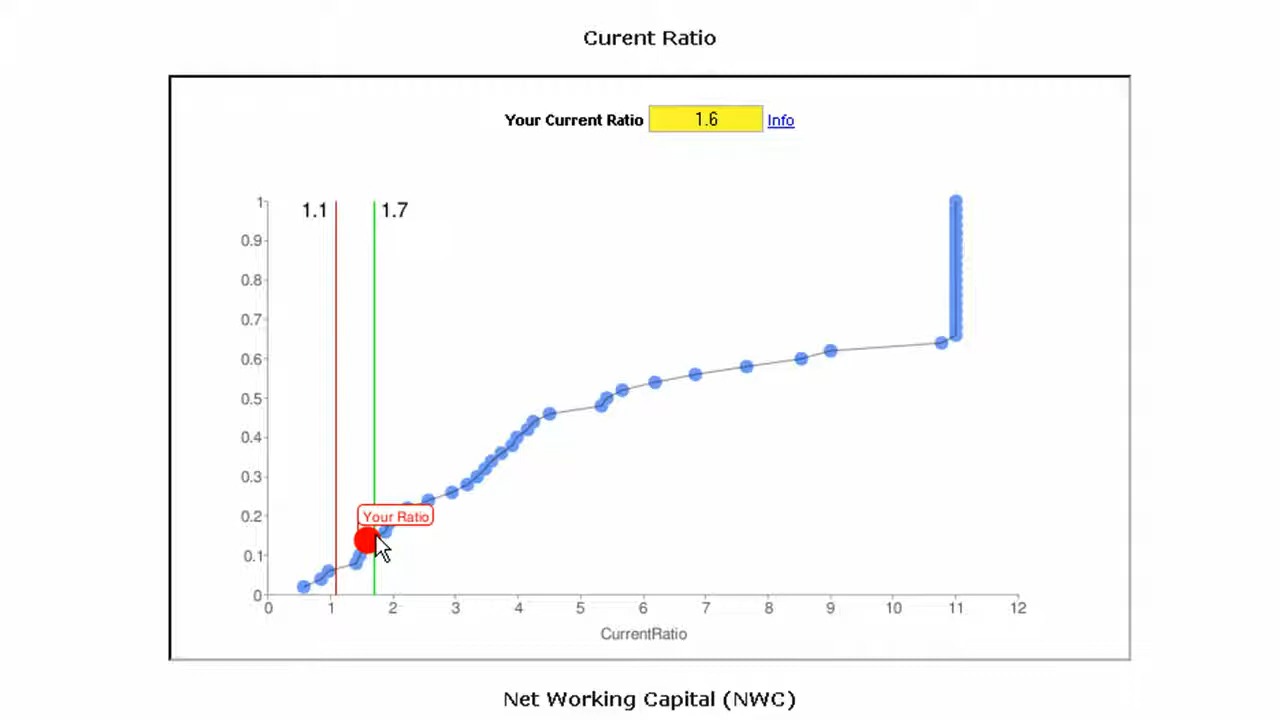 Curent Ratio
Your Current Ratio 1.6 Info
1.1 1.7
1
0.9
0.8
0.7
0.6
0.5
0.4
0.3
0.2
Your Ratio
0.1
0
0 1 2 3 4 5 6 7 8 9 10 11 12
CurrentRatio
Net Working Capital (NWC)